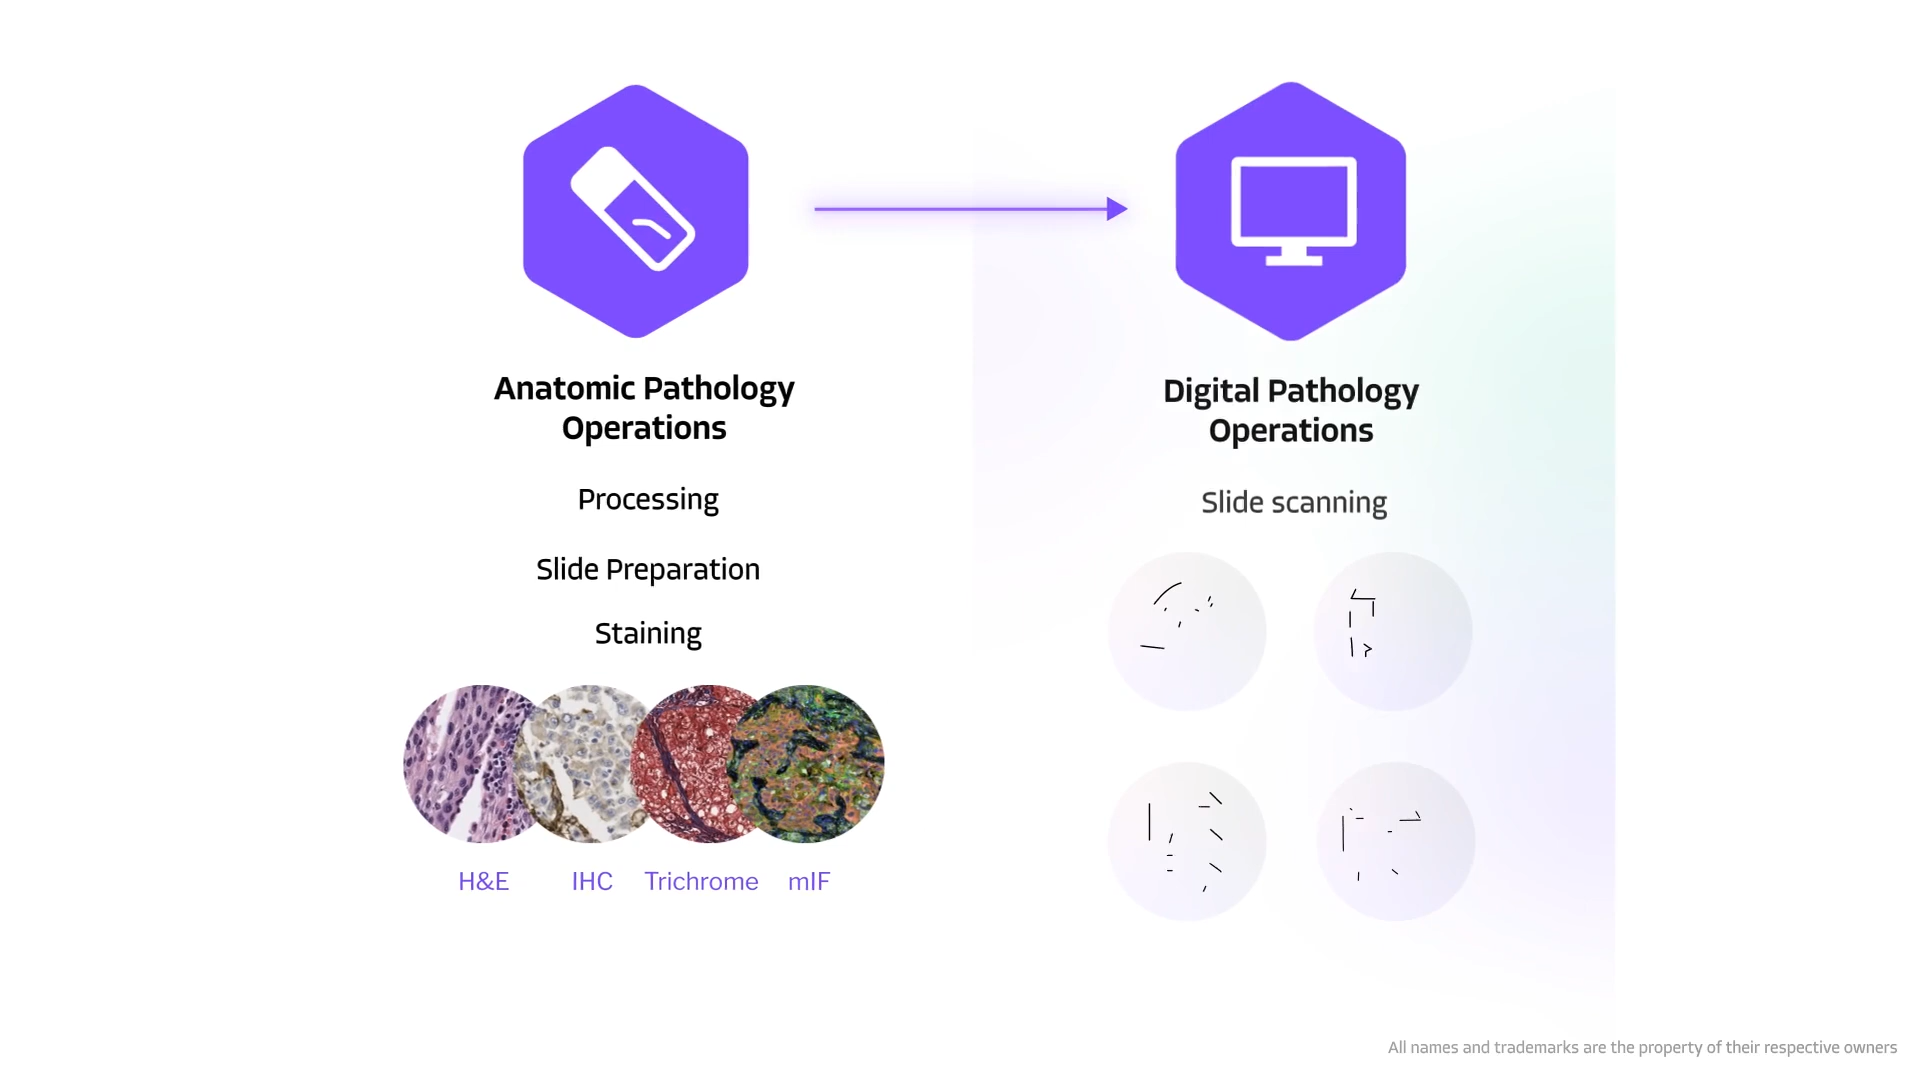 Anatomic Pathology
Operations
Processing
Slide Preparation
Staining
H&E
IHC
Trichrome
mIF
Digital Pathology
Operations
Slide scanning
All names and trademarks are the property of their respective owners